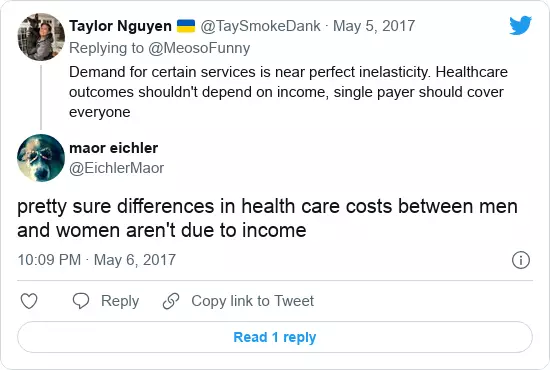 Taylor Nguyen 🇺🇦 @TaySmokeDank · May 5, 2017
Replying to @MeosoFunny
Demand for certain services is near perfect inelasticity. Healthcare
outcomes shouldn't depend on income, single payer should cover
everyone
maor eichler
@EichlerMaor
pretty sure differences in health care costs between men
and women aren't due to income
10:09 PM · May 6, 2017
Reply
Copy link to Tweet
Read 1 reply